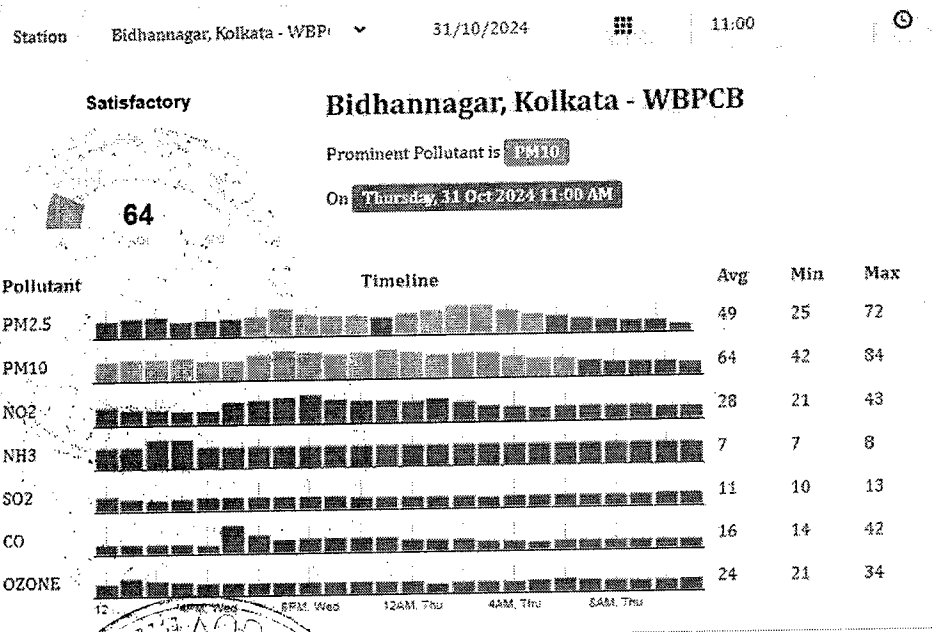 Station Bidhannagar, Kolkata - WBP 31/10/2024 11:00
Satisfactory
Bidhannagar, Kolkata - WBPCB
Prominent Pollutant is PM10
On Thursday, 31 Oct 2024 11:00 AM
64
Pollutant Timeline Avg Min Max
PM2.5 49 25 72
PM10 64 42 84
NO2 28 21 43
NH3 7 7 8
SO2 11 10 13
CO 16 14 42
OZONE 24 21 34
12 4PM, Wed 8PM, Wed 12AM, Thu 4AM, Thu 8AM, Thu